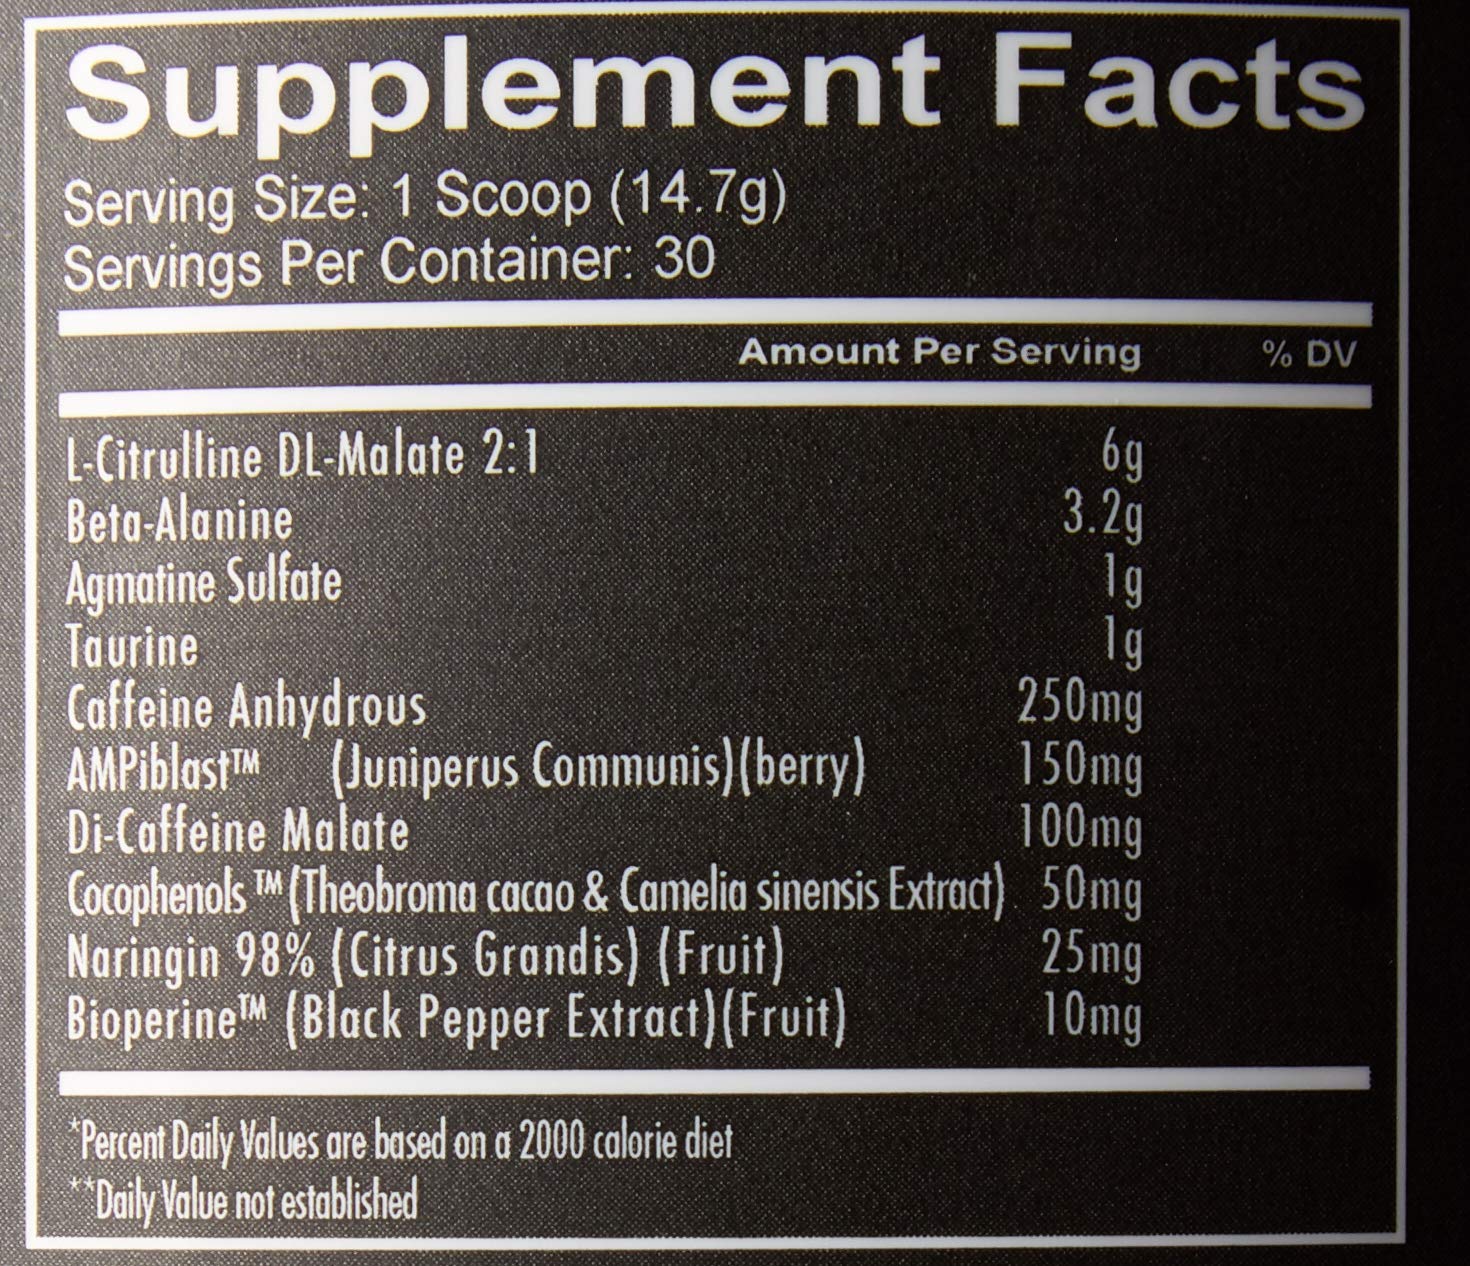 Supplement Facts
Serving Size: 1 Scoop (14.7g)
Servings Per Container: 30
Amount Per Serving % DV
L-Citrulline DL-Malate 2:1 6g
Beta-Alanine 3.2g
Agmatine Sulfate 1g
Taurine 1g
Caffeine Anhydrous 250mg
AMPiblast™ (Juniperus Communis)(berry) 150mg
Di-Caffeine Malate 100mg
Cocophenols™(Theobroma cacao & Camelia sinensis Extract) 50mg
Naringin 98% (Citrus Grandis) (Fruit) 25mg
Bioperine™ (Black Pepper Extract)(Fruit) 10mg
*Percent Daily Values are based on a 2000 calorie diet
**Daily Value not established